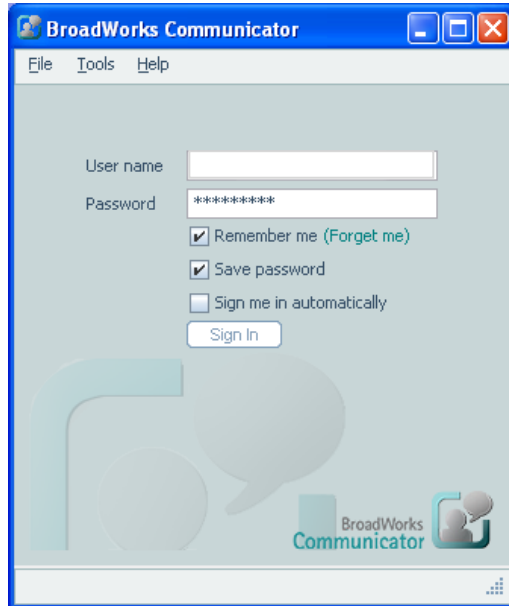 BroadWorks Communicator
File Tools Help
User name
Password *********
Remember me (Forget me)
Save password
Sign me in automatically
Sign In
BroadWorks
Communicator